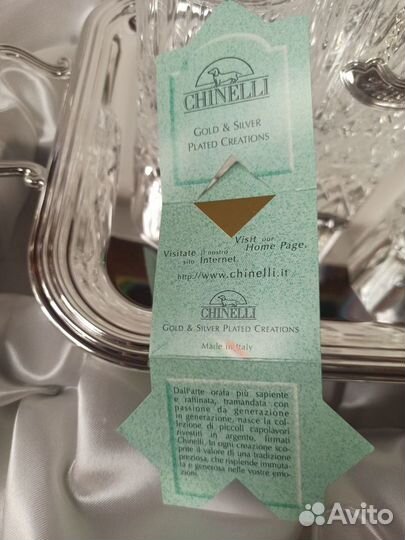 CHINELLI
GOLD & SILVER
PLATED CREATIONS
Visit our
Home Page.
Visitate il nostro
sito Internet
http://www.chinelli.it
CHINELLI
GOLD & SILVER PLATED CREATIONS
Made in Italy
Dall'arte orafa più sapiente
e raffinata, tramandata con
passione da generazione
in generazione, nasce la col-
lezione di piccoli capolavori
rivestiti in argento, firmati
Chinelli. In ogni creazione sco-
prite il valore di una tradizione
preziosa, che risplende immuta-
ta e generosa nelle vostre emo-
zioni.
Avito